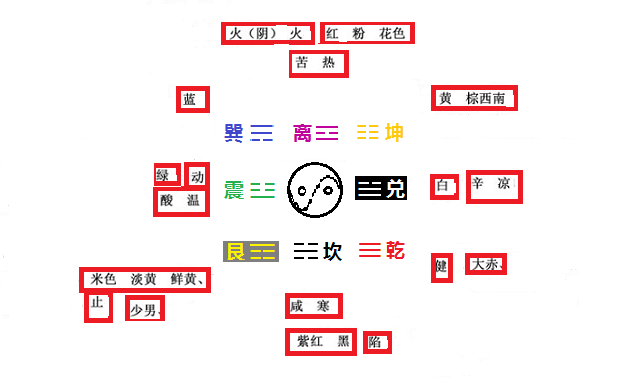 火（阴） 火 红 粉 花色
苦 热
蓝
黄 棕西南
巽☴ 离☲ ☷坤
绿 动
酸 温
震☳ ☱兑
白 辛 凉
艮☶ ☵坎 ☰乾
健 大赤、
米色 淡黄 鲜黄、
止 少男、
咸 寒
紫红 黑 陷